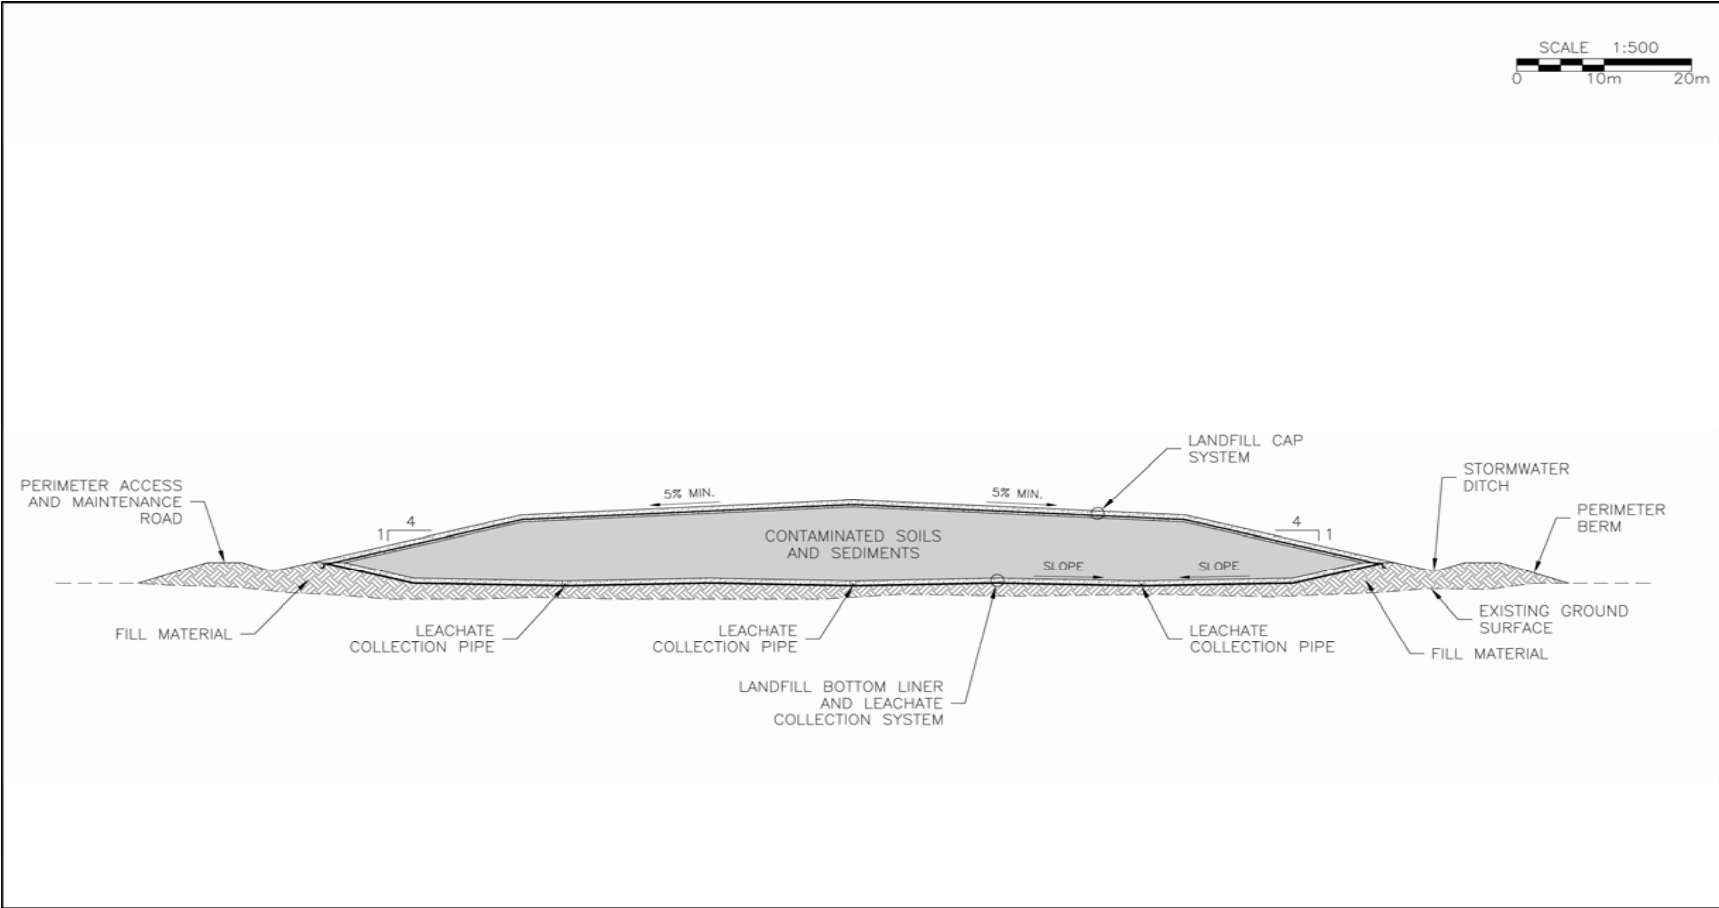 SCALE 1:500
0 10m 20m
LANDFILL CAP
SYSTEM
STORMWATER
DITCH
PERIMETER ACCESS
AND MAINTENANCE
ROAD
PERIMETER
BERM
5% MIN.
5% MIN.
4
1
4
1
CONTAMINATED SOILS
AND SEDIMENTS
SLOPE
SLOPE
FILL MATERIAL
LEACHATE
COLLECTION PIPE
LEACHATE
COLLECTION PIPE
LEACHATE
COLLECTION PIPE
EXISTING GROUND
SURFACE
FILL MATERIAL
LANDFILL BOTTOM LINER
AND LEACHATE
COLLECTION SYSTEM